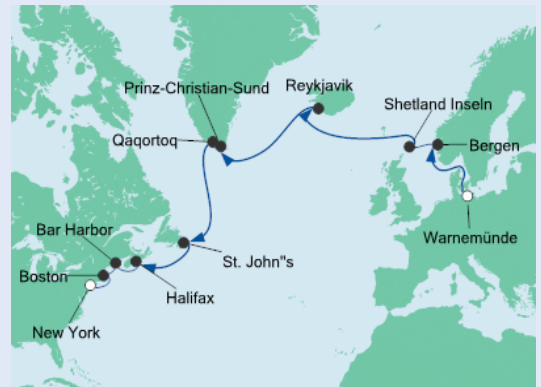 Reykjavik
Prinz-Christian-Sund
Shetland Inseln
Qaqortoq
Bergen
Bar Harbor
Warnemünde
St. John"s
Boston
Halifax
New York